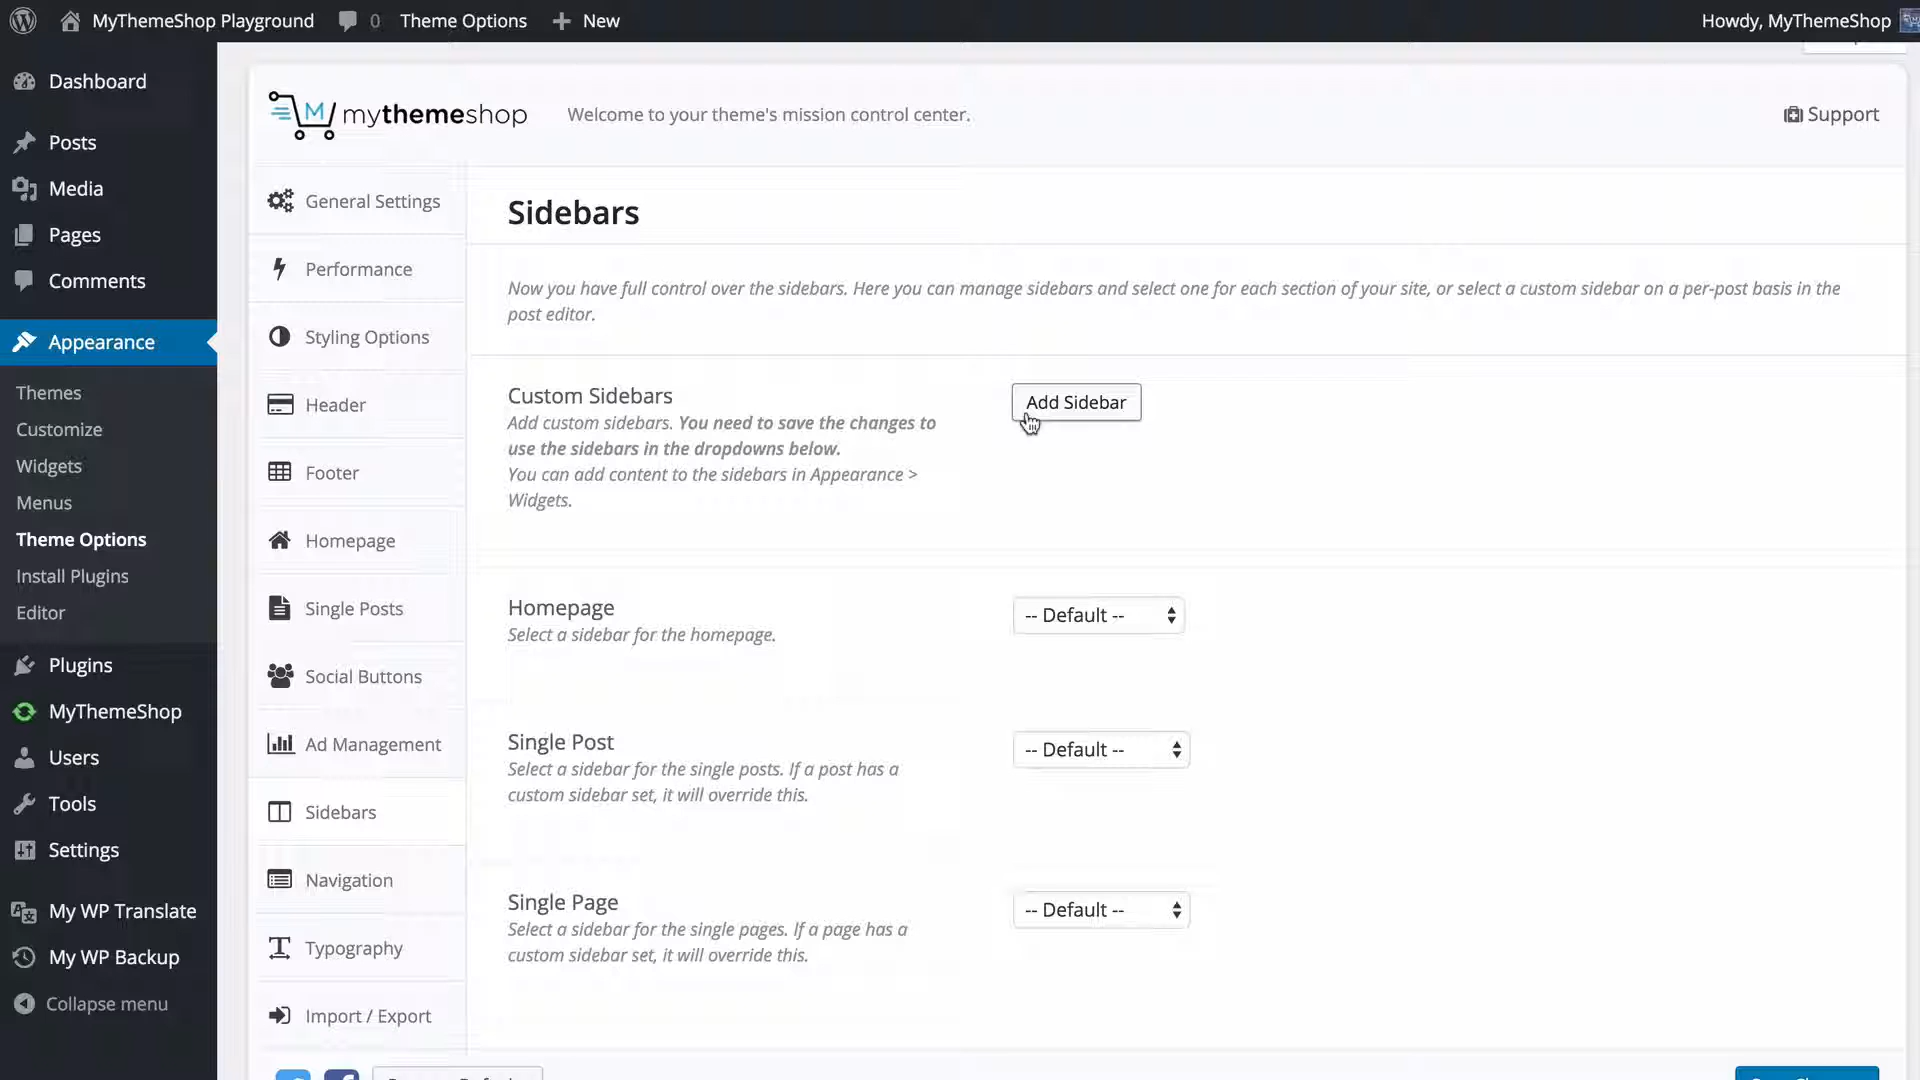 MyThemeShop Playground
0
Theme Options
New
Howdy, MyThemeShop
Dashboard
Posts
Media
Pages
Comments
Appearance
Themes
Customize
Widgets
Menus
Theme Options
Install Plugins
Editor
Plugins
MyThemeShop
Users
Tools
Settings
My WP Translate
My WP Backup
Collapse menu
mythemeshop
Welcome to your theme's mission control center.
Support
General Settings
Performance
Styling Options
Header
Footer
Homepage
Single Posts
Social Buttons
Ad Management
Sidebars
Navigation
Typography
Import / Export
Sidebars
Now you have full control over the sidebars. Here you can manage sidebars and select one for each section of your site, or select a custom sidebar on a per-post basis in the
post editor.
Custom Sidebars
Add custom sidebars. You need to save the changes to
use the sidebars in the dropdowns below.
You can add content to the sidebars in Appearance >
Widgets.
Add Sidebar
Homepage
Select a sidebar for the homepage.
-- Default --
Single Post
Select a sidebar for the single posts. If a post has a
custom sidebar set, it will override this.
-- Default --
Single Page
Select a sidebar for the single pages. If a page has a
custom sidebar set, it will override this.
-- Default --